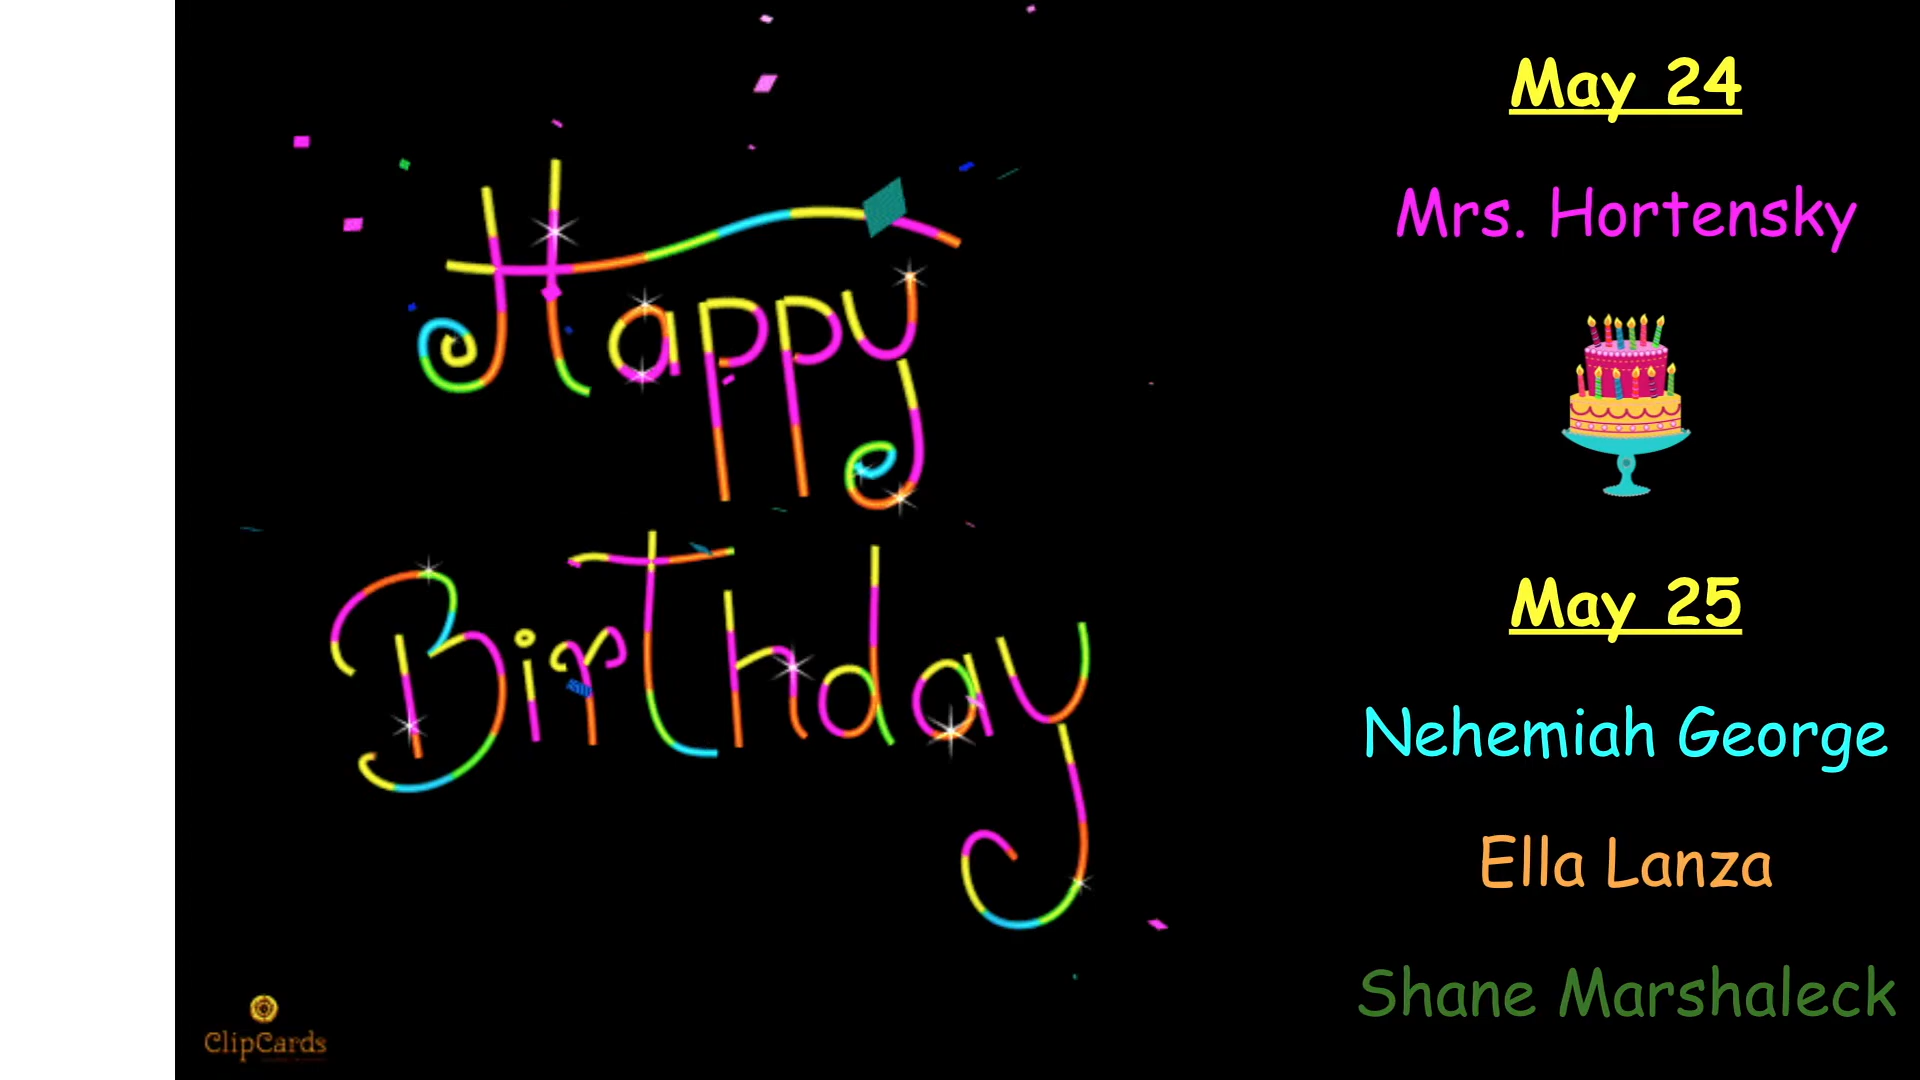 Happy
Birthday
ClipCards
May 24
Mrs. Hortensky
May 25
Nehemiah George
Ella Lanza
Shane Marshaleck